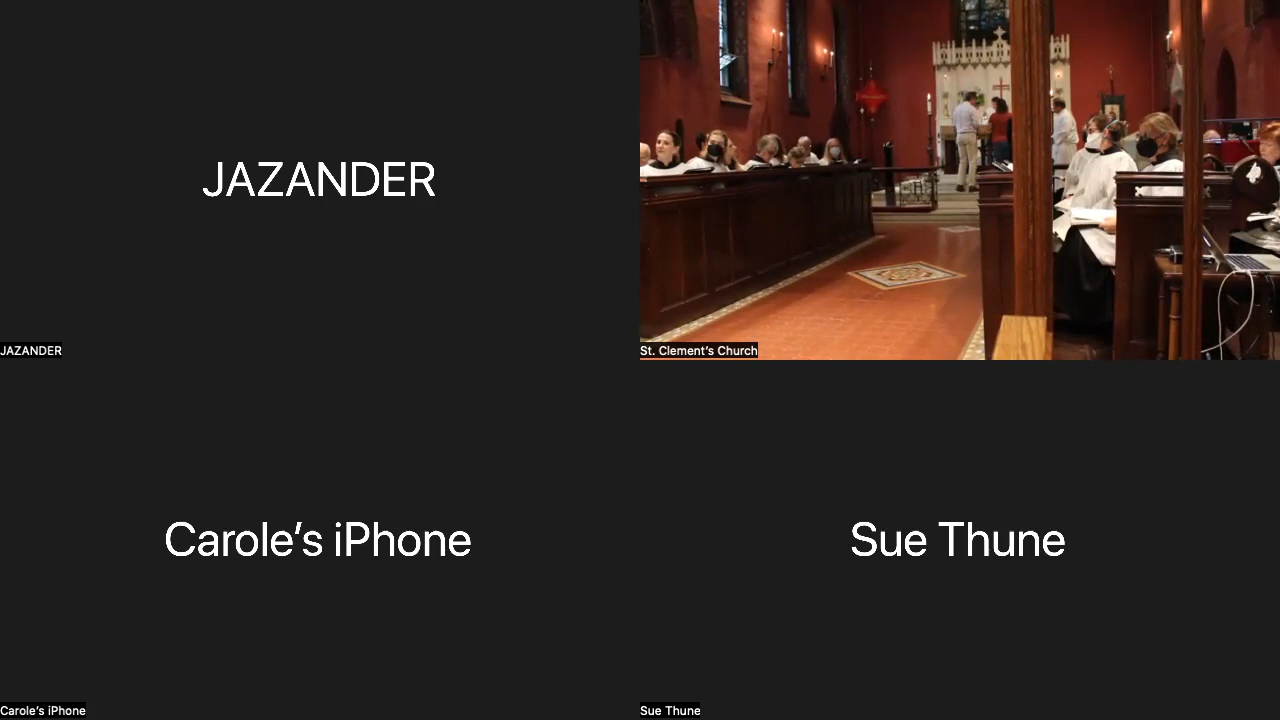 JAZANDER
JAZANDER
St. Clement's Church
Carole's iPhone
Sue Thune
Carole's iPhone
Sue Thune